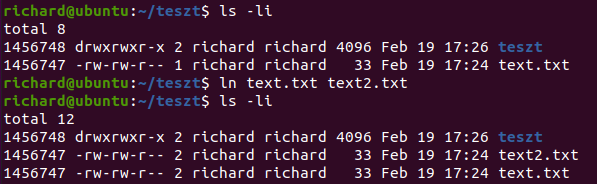 richard@ubuntu:~/teszt$ ls -li
total 8
1456748 drwxrwxr-x 2 richard richard 4096 Feb 19 17:26 teszt
1456747 -rw-rw-r-- 1 richard richard   33 Feb 19 17:24 text.txt
richard@ubuntu:~/teszt$ ln text.txt text2.txt
richard@ubuntu:~/teszt$ ls -li
total 12
1456748 drwxrwxr-x 2 richard richard 4096 Feb 19 17:26 teszt
1456747 -rw-rw-r-- 2 richard richard   33 Feb 19 17:24 text2.txt
1456747 -rw-rw-r-- 2 richard richard   33 Feb 19 17:24 text.txt